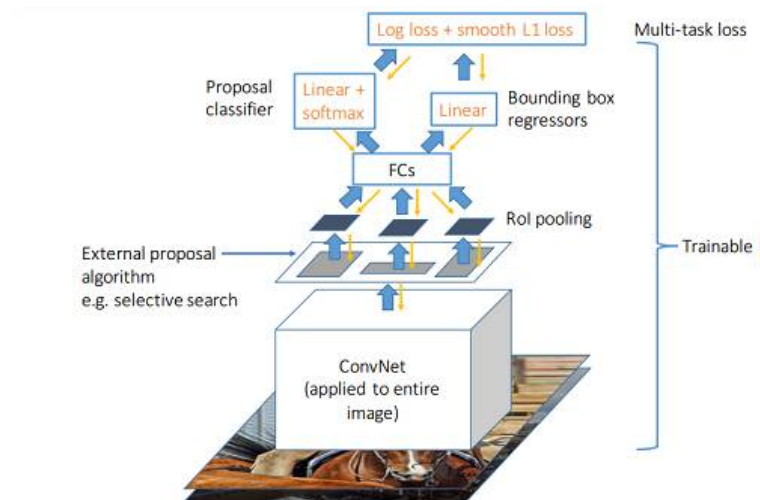 Log loss + smooth L1 loss
Multi-task loss
Proposal
classifier
Linear +
softmax
Linear
Bounding box
regressors
FCs
RoI pooling
External proposal
algorithm
e.g. selective search
Trainable
ConvNet
(applied to entire
image)